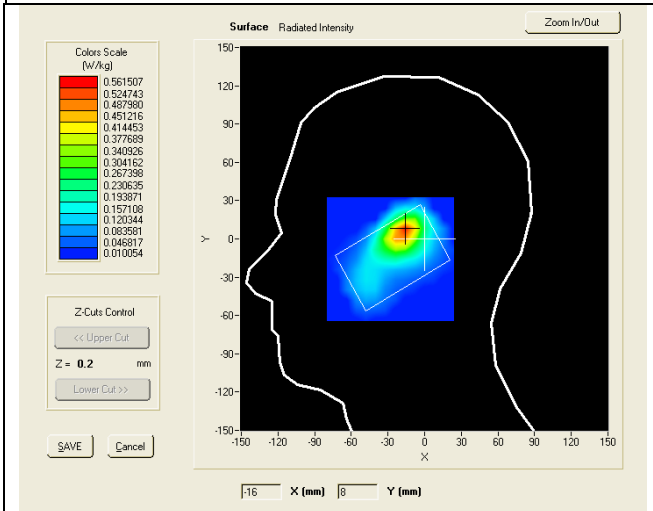 Surface Radiated Intensity
Zoom In/Out
Colors Scale
(W/kg)
0.561507
0.524743
0.487980
0.451216
0.414453
0.377689
0.340926
0.304162
0.267398
0.230635
0.193871
0.157108
0.120344
0.083581
0.046817
0.010054
Z-Cuts Control
<< Upper Cut
Z = 0.2 mm
Lower Cut >>
SAVE Cancel
150-
120-
90-
60-
30-
0-
-30-
-60-
-90-
-120-
-150-
Y
-150 -120 -90 -60 -30 0 30 60 90 120 150
X
-16 X (mm) 8 Y (mm)